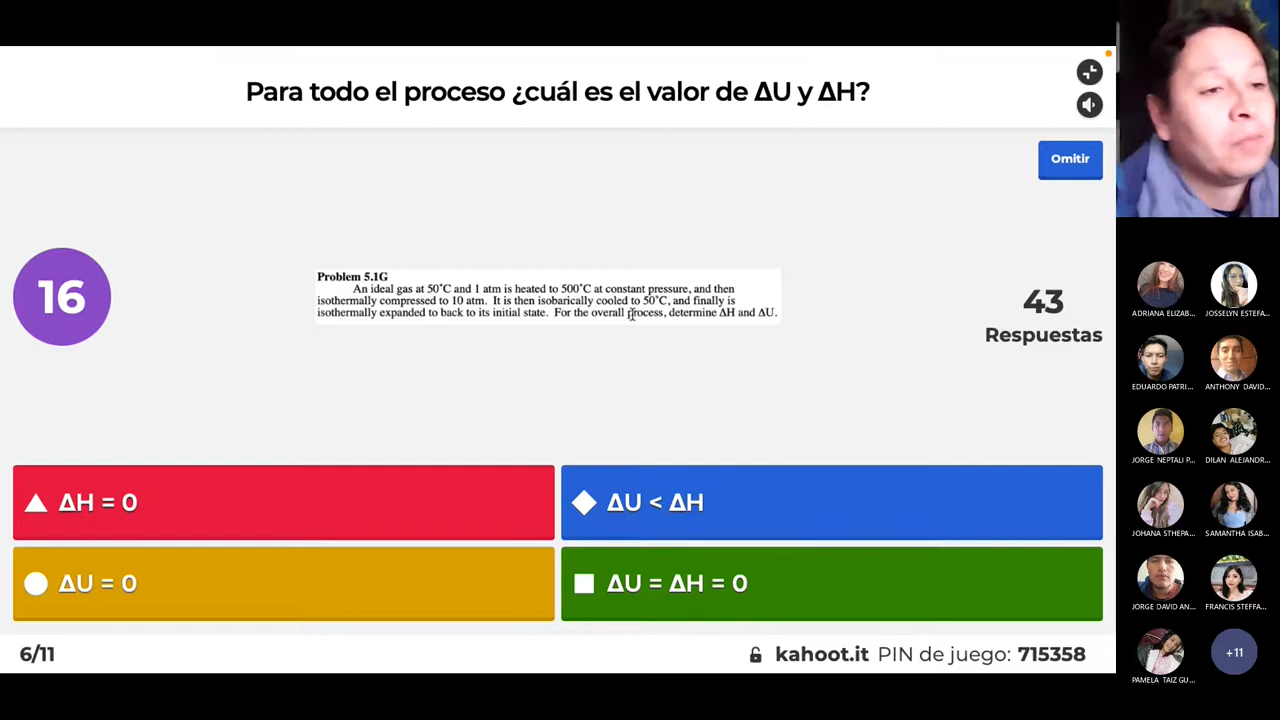 Para todo el proceso ¿cuál es el valor de ΔU y ΔH?
Omitir
16
Problem 5.1G
An ideal gas at 50°C and 1 atm is heated to 500°C at constant pressure, and then
isothermally compressed to 10 atm. It is then isobarically cooled to 50°C, and finally is
isothermally expanded to back to its initial state. For the overall process, determine ΔH and ΔU.
43
Respuestas
ΔH = 0
ΔU < ΔH
ΔU = 0
ΔU = ΔH = 0
6/11
kahoot.it PIN de juego: 715358
ADRIANA ELIZAB...
JOSSELYN ESTEFA...
EDUARDO PATRI...
ANTHONY DAVID...
JORGE NEPTALI P...
DILAN ALEJANDR...
JOHANA STHEPA...
SAMANTHA ISAB...
JORGE DAVID AN...
FRANCIS STEFFA...
PAMELA TAIZ GU...
+11